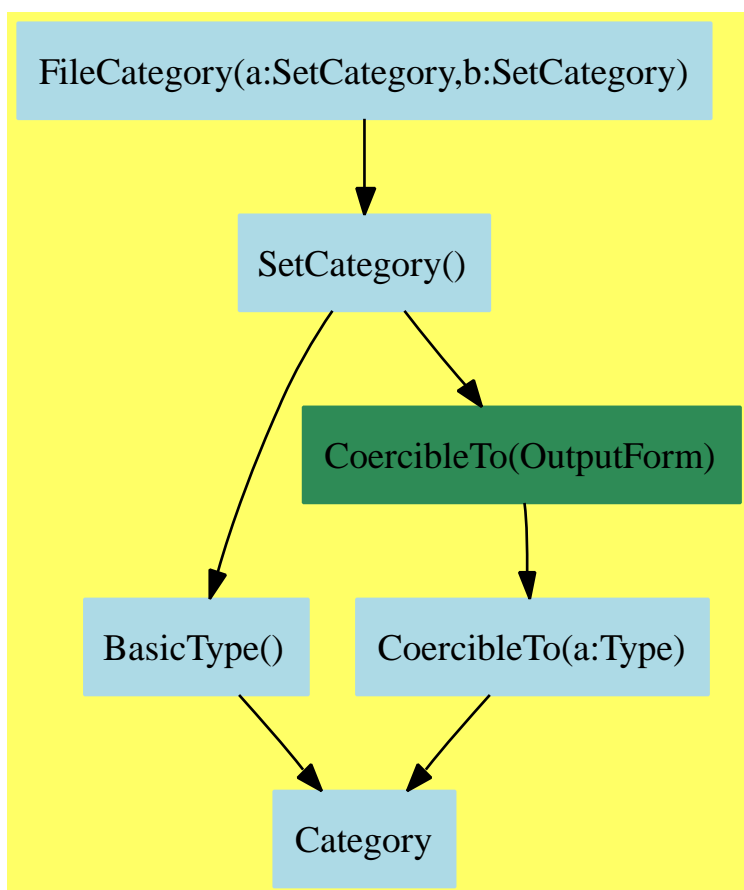 FileCategory(a:SetCategory,b:SetCategory)
SetCategory()
CoercibleTo(OutputForm)
BasicType()
CoercibleTo(a:Type)
Category